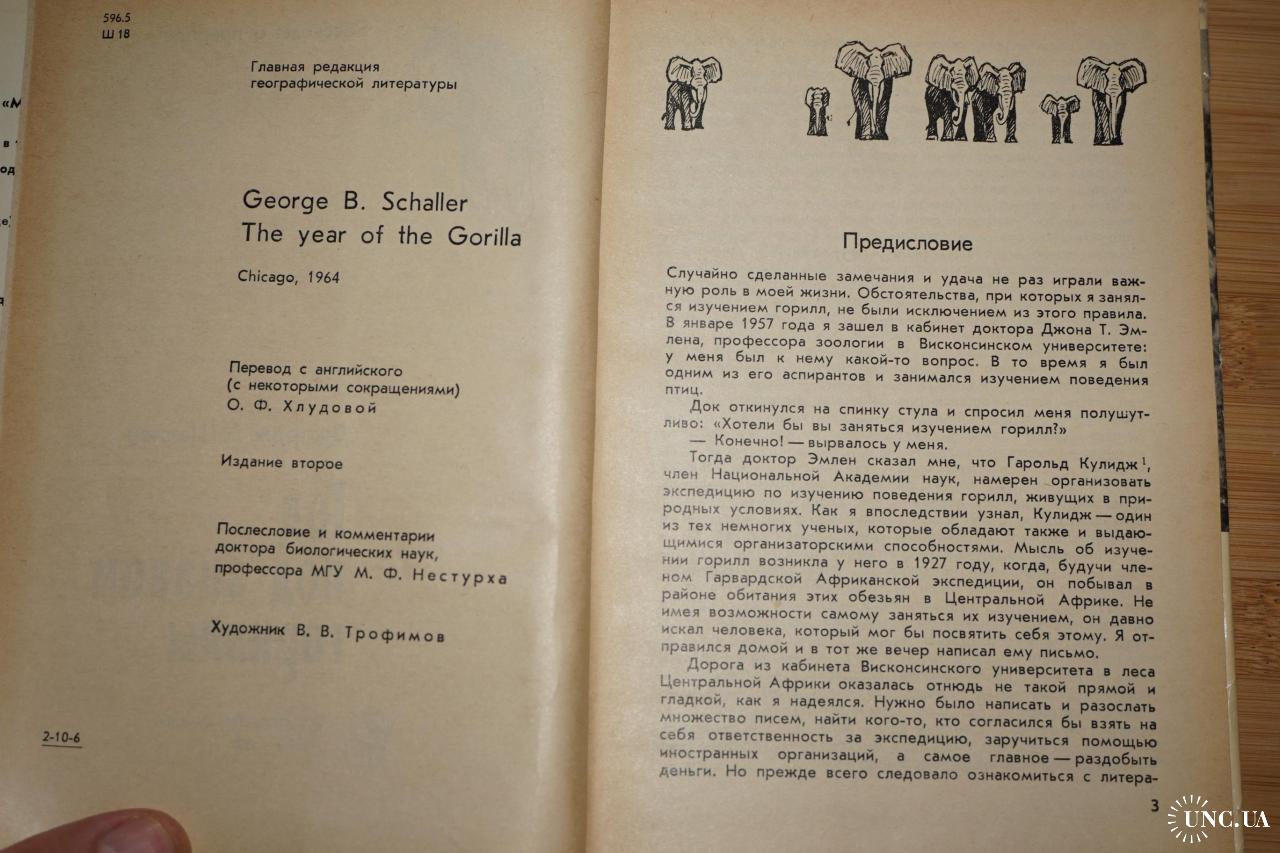 596.5
Ш 18
Главная редакция
географической литературы
George B. Schaller
The year of the Gorilla
Chicago, 1964
Перевод с английского
(с некоторыми сокращениями)
О. Ф. Хлудовой
Издание второе
Послесловие и комментарии
доктора биологических наук,
профессора МГУ М. Ф. Нестурха
Художник В. В. Трофимов
2-10-6
Предисловие
Случайно сделанные замечания и удача не раз играли важ-
ную роль в моей жизни. Обстоятельства, при которых я занял-
ся изучением горилл, не были исключением из этого правила.
В январе 1957 года я зашел в кабинет доктора Джона Т. Эм-
лена, профессора зоологии в Висконсинском университете:
у меня был к нему какой-то вопрос. В то время я был
одним из его аспирантов и занимался изучением поведения
птиц.
Док откинулся на спинку стула и спросил меня полушут-
ливо: «Хотели бы вы заняться изучением горилл?»
— Конечно! — вырвалось у меня.
Тогда доктор Эмлен сказал мне, что Гарольд Кулидж¹,
член Национальной Академии наук, намерен организовать
экспедицию по изучению поведения горилл, живущих в при-
родных условиях. Как я впоследствии узнал, Кулидж — один
из тех немногих ученых, которые обладают также и выдаю-
щимися организаторскими способностями. Мысль об изуче-
нии горилл возникла у него в 1927 году, когда, будучи чле-
ном Гарвардской Африканской экспедиции, он побывал в
районе обитания этих обезьян в Центральной Африке. Не
имея возможности самому заняться их изучением, он давно
искал человека, который мог бы посвятить себя этому. Я от-
правился домой и в тот же вечер написал ему письмо.
Дорога из кабинета Висконсинского университета в леса
Центральной Африки оказалась отнюдь не такой прямой и
гладкой, как я надеялся. Нужно было написать и разослать
множество писем, найти кого-то, кто согласился бы взять на
себя ответственность за экспедицию, заручиться помощью
иностранных организаций, а самое главное — раздобыть
деньги. Но прежде всего следовало ознакомиться с литера-
3
UNC.UA